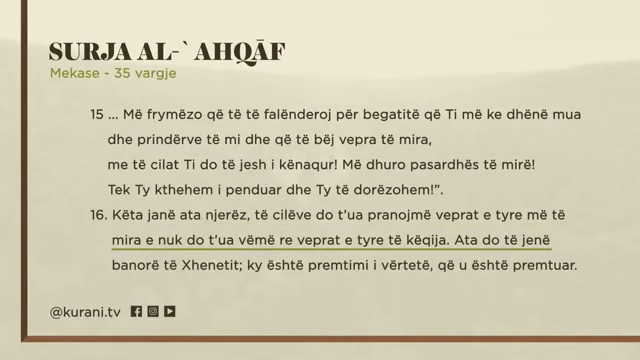 SURJA AL-`AHQĀF
Mekase - 35 vargje
15 ... Më frymëzo që të të falënderoj për begatitë që Ti më ke dhënë mua
dhe prindërve të mi dhe që të bëj vepra të mira,
me të cilat Ti do të jesh i kënaqur! Më dhuro pasardhës të mirë!
Tek Ty kthehem i penduar dhe Ty të dorëzohem!”.
16. Këta janë ata njerëz, të cilëve do t’ua pranojmë veprat e tyre më të
mira e nuk do t’ua vëmë re veprat e tyre të këqija. Ata do të jenë
banorë të Xhenetit; ky është premtimi i vërtetë, që u është premtuar.
@kurani.tv